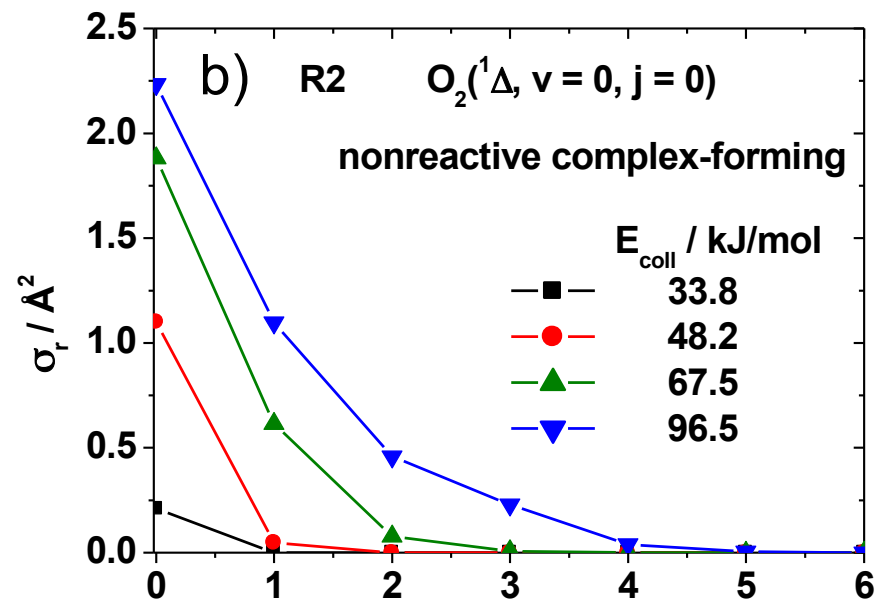 2.5
b) R2 O₂(¹Δ, v = 0, j = 0)
2.0
nonreactive complex-forming
1.5
E_coll / kJ/mol
33.8
48.2
67.5
96.5
1.0
0.5
0.0
σᵣ / Å²
0 1 2 3 4 5 6